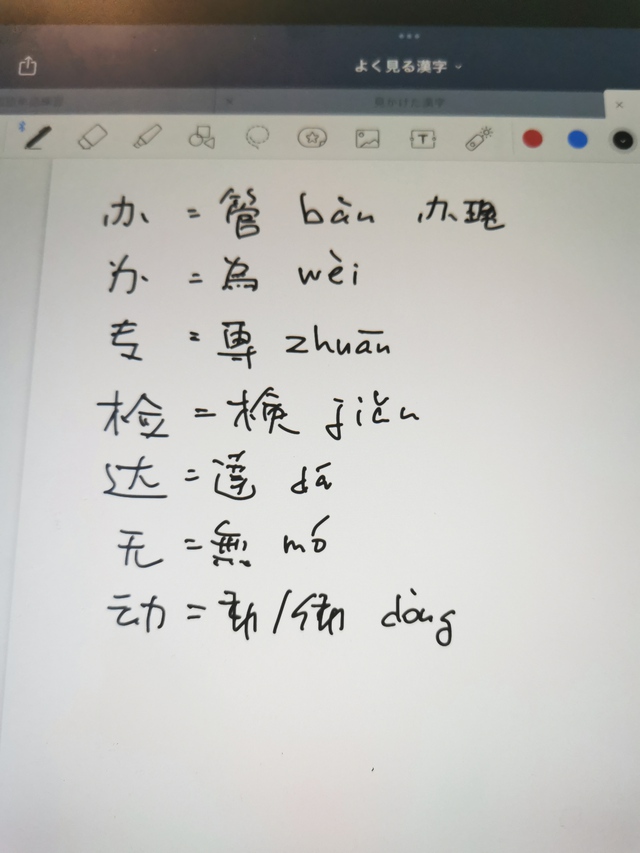 よく見る漢字
办 = 管 bàn 办理
为 = 為 wèi
专 = 専 zhuān
检 = 検 jiǎn
达 = 達 dá
无 = 無 mó
动 = 動/働 dòng